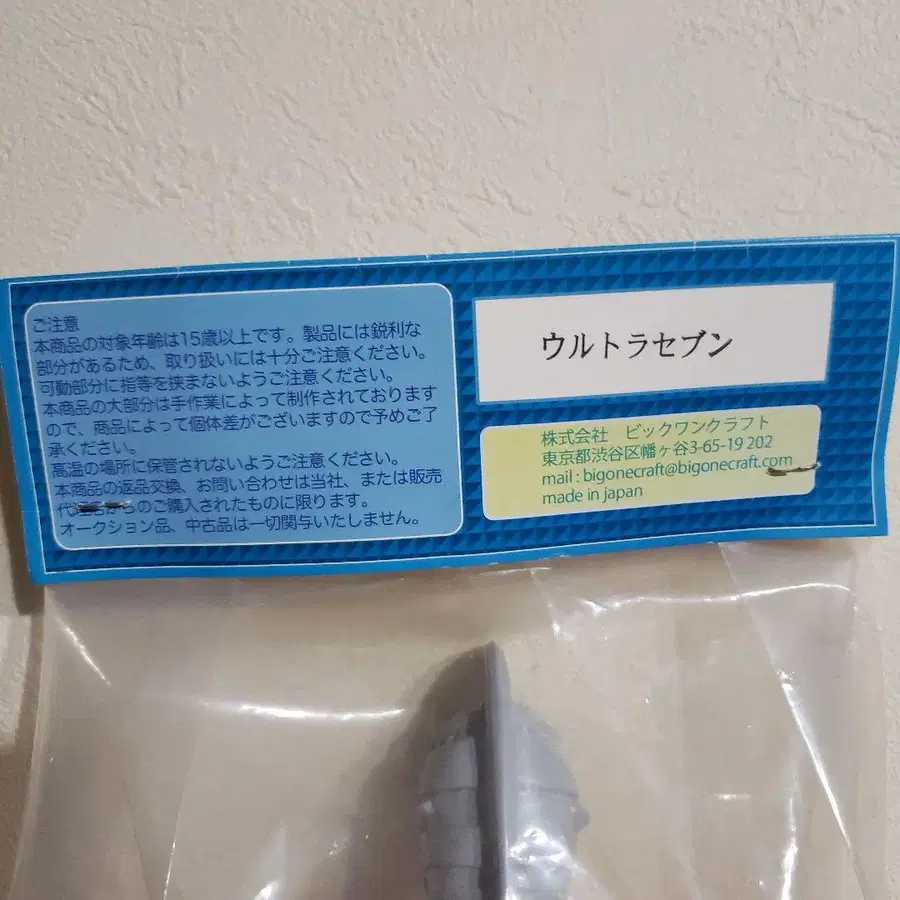 ご注意
本商品の対象年齢は15歳以上です。製品には鋭利な
部分があるため、取り扱いには十分ご注意ください。
可動部分に指等を挟まないようご注意ください。
本商品の大部分は手作業によって制作されております
ので、商品によって個体差がございますので予めご了
承ください。
高温の場所に保管されないようご注意ください。
本商品の返品交換、お問い合わせは当社、または販売
代からのご購入されたものに限ります。
オークション品、中古品は一切関与いたしません。
ウルトラセブン
株式会社 ビックワンクラフト
東京都渋谷区幡ヶ谷3-65-19 202
mail : bigonecraft@bigonecraft.com
made in japan